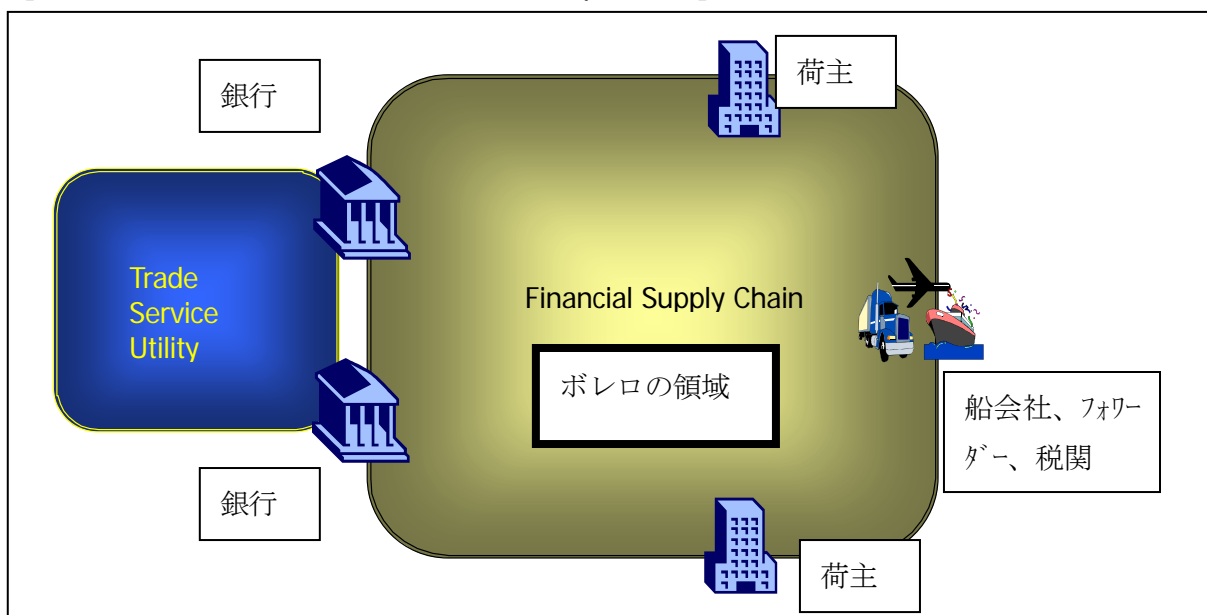 銀行
荷主
Trade
Service
Utility
Financial Supply Chain
ボレロの領域
船会社、フォワー
ダー、税関
銀行
荷主